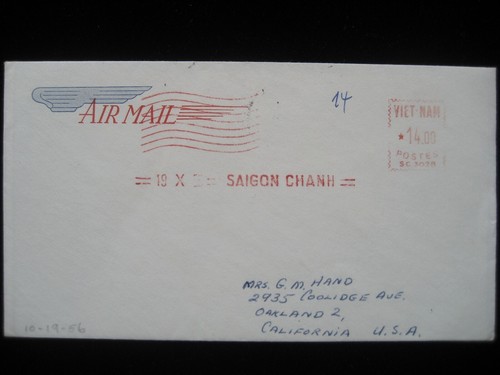 AIR MAIL
14
VIET-NAM
* 14.00
POSTES
= 19 X = SAIGON CHANH =
MRS. G. M. HAND
2935 COOLIDGE AVE.
OAKLAND 2,
CALIFORNIA U.S.A.
10-19-56